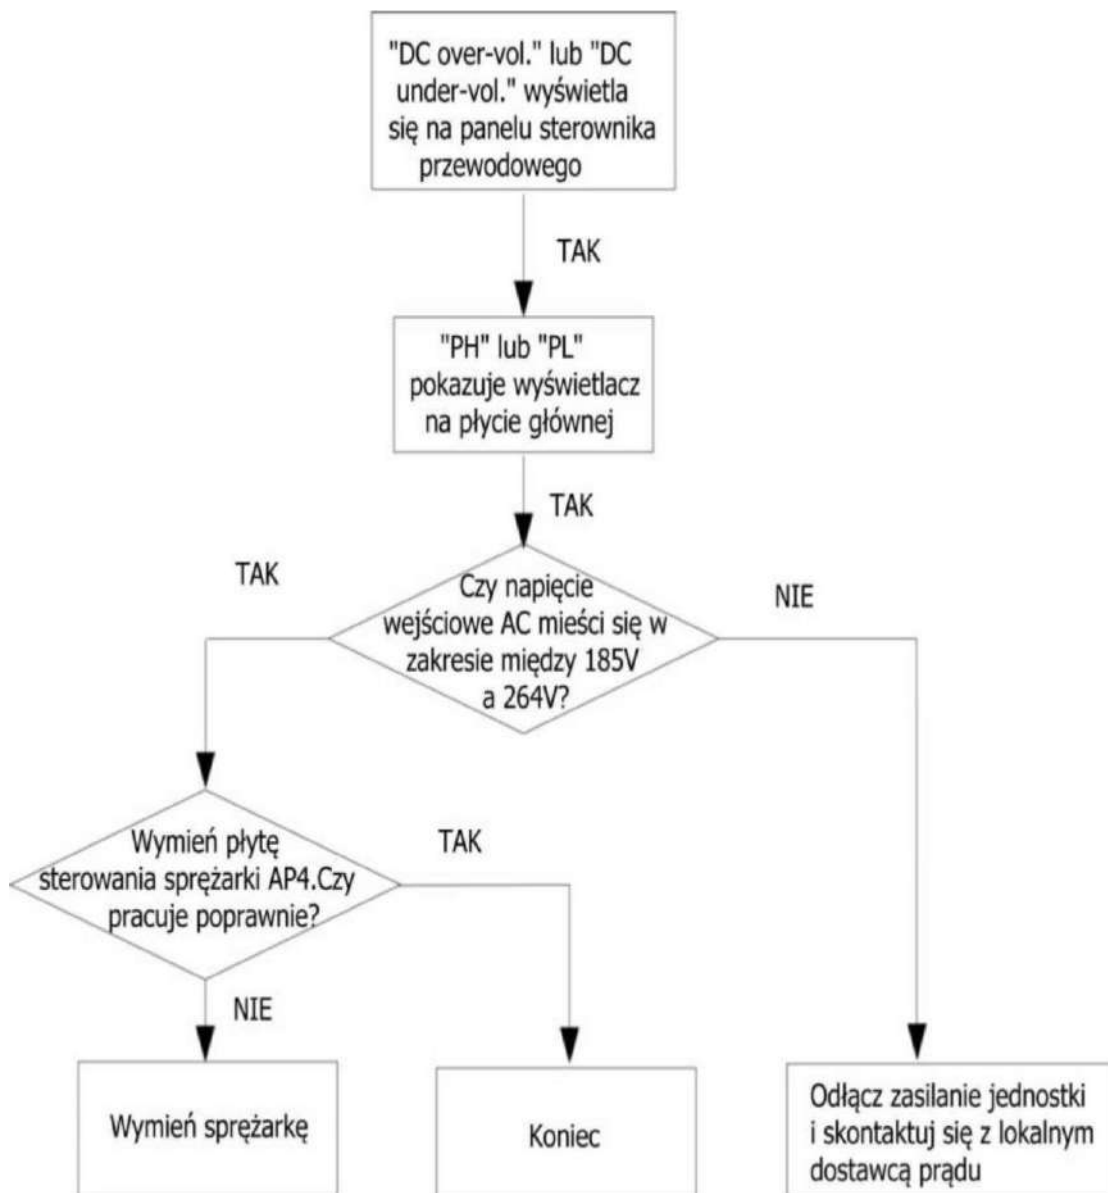 "DC over-vol." lub "DC
under-vol." wyświetla
się na panelu sterownika
przewodowego
TAK
"PH" lub "PL"
pokazuje wyświetlacz
na płycie głównej
TAK
TAK
Czy napięcie
wejściowe AC mieści się w
zakresie między 185V
a 264V?
NIE
Wymień płytę
sterowania sprężarki AP4.Czy
pracuje poprawnie?
TAK
NIE
Wymień sprężarkę
Koniec
Odłącz zasilanie jednostki
i skontaktuj się z lokalnym
dostawcą prądu